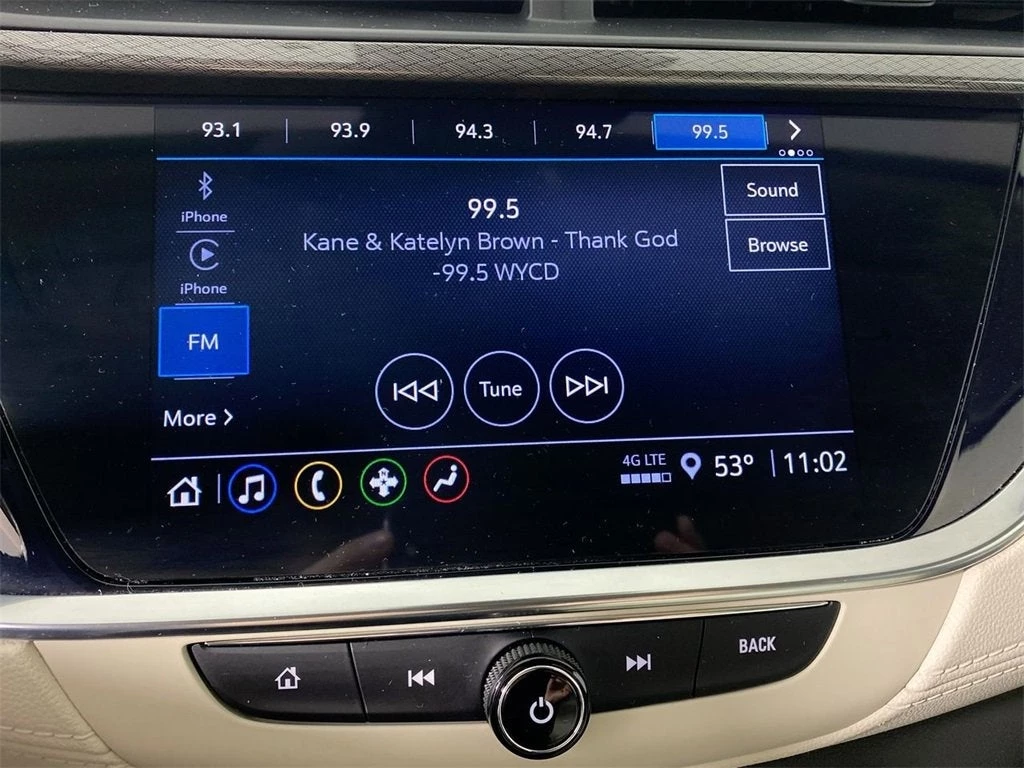 93.1
93.9
94.3
94.7
99.5
iPhone
iPhone
FM
More
99.5
Kane & Katelyn Brown - Thank God
-99.5 WYCD
Sound
Browse
Tune
4G LTE
53°
11:02
BACK